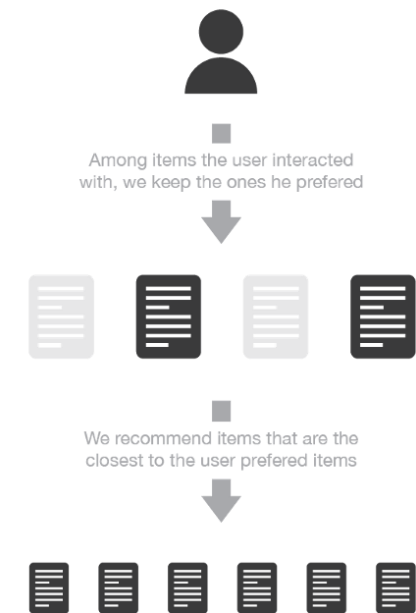 Among items the user interacted
with, we keep the ones he prefered
We recommend items that are the
closest to the user prefered items